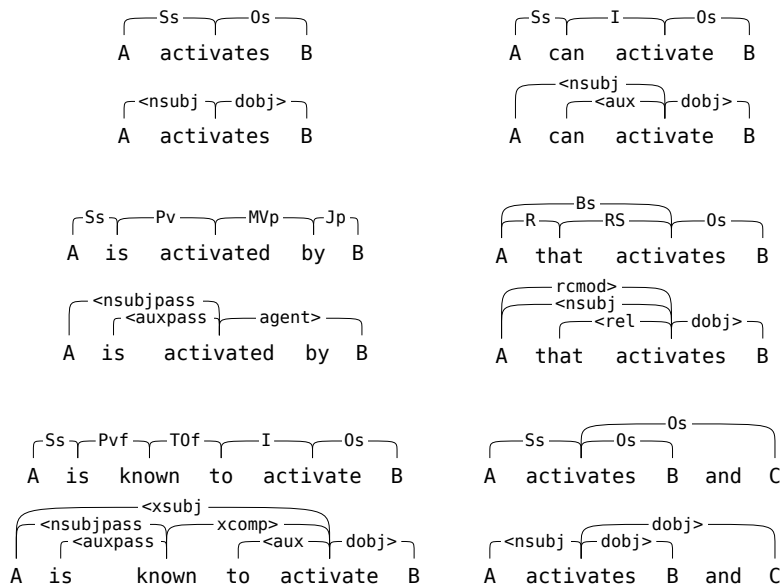 Ss Os
A activates B
<nsubj dobj>
A activates B
Ss I Os
A can activate B
<nsubj
<aux dobj>
A can activate B
Ss Pv MVp Jp
A is activated by B
<nsubjpass
<auxpass agent>
A is activated by B
Bs
R RS Os
A that activates B
rcmod>
<nsubj
<rel dobj>
A that activates B
Ss Pvf TOf I Os
A is known to activate B
<xsubj
<nsubjpass xcomp>
<auxpass <aux dobj>
A is known to activate B
Os
Ss Os
A activates B and C
dobj>
<nsubj dobj>
A activates B and C